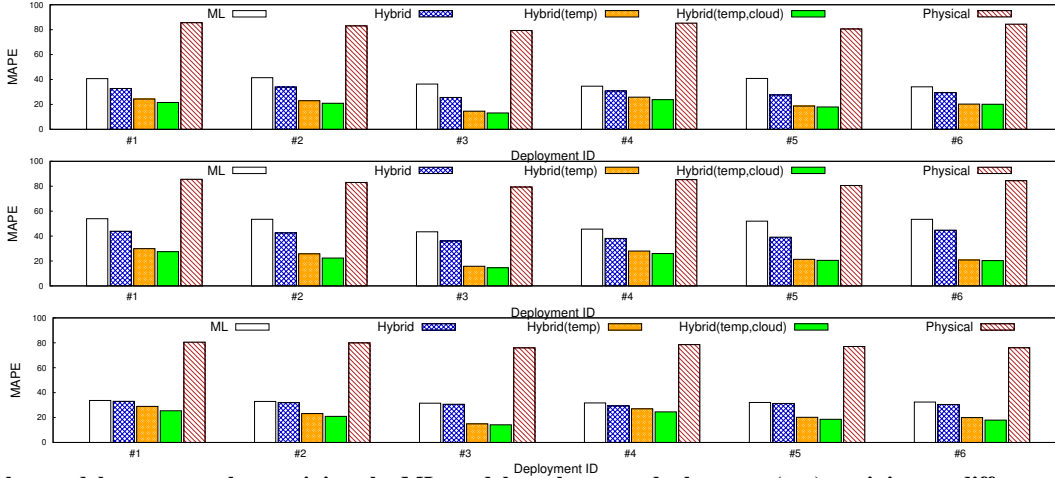 ML Hybrid Hybrid(temp) Hybrid(temp,cloud) Physical
MAPE
100
80
60
40
20
0
#1 #2 #3 #4 #5 #6
Deployment ID
ML Hybrid Hybrid(temp) Hybrid(temp,cloud) Physical
MAPE
100
80
60
40
20
0
#1 #2 #3 #4 #5 #6
Deployment ID
ML Hybrid Hybrid(temp) Hybrid(temp,cloud) Physical
MAPE
100
80
60
40
20
0
#1 #2 #3 #4 #5 #6
Deployment ID